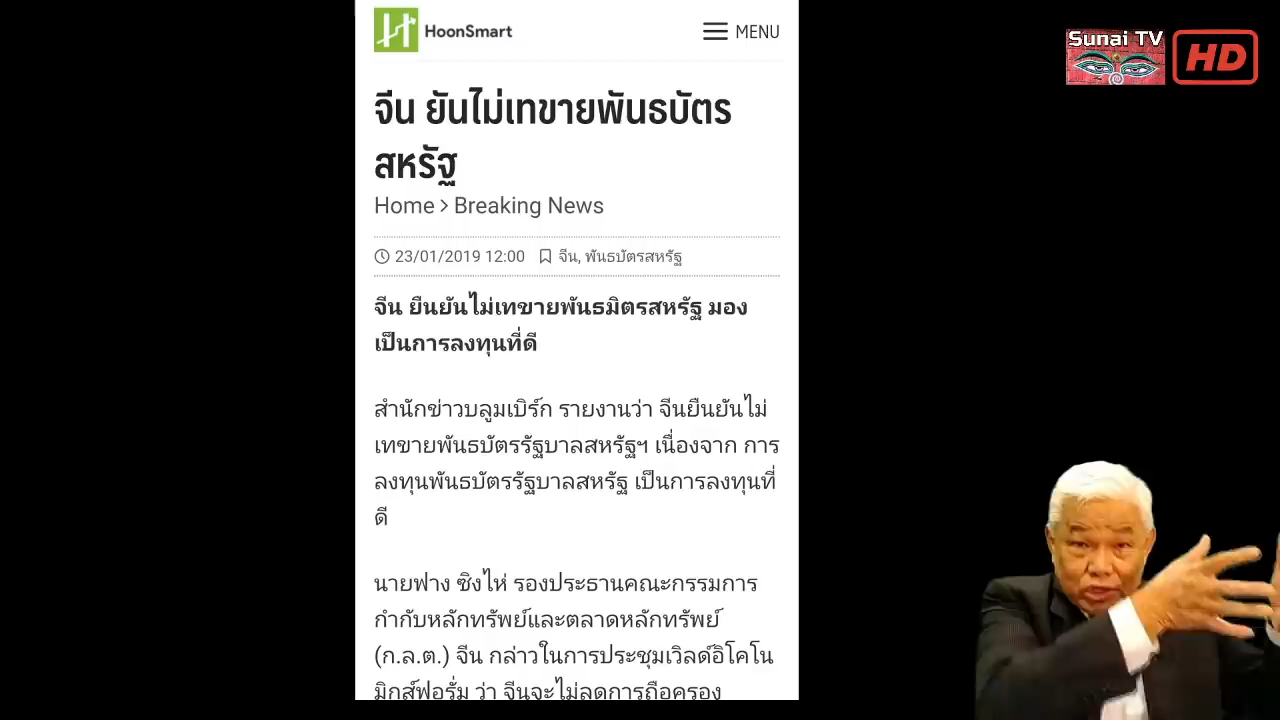 HoonSmart
MENU
Sunai TV
HD
จีน ยันไม่เทขายพันธบัตร
สหรัฐ
Home > Breaking News
23/01/2019 12:00 จีน, พันธบัตรสหรัฐ
จีน ยืนยันไม่เทขายพันธมิตรสหรัฐ มอง
เป็นการลงทุนที่ดี
สำนักข่าวบลูมเบิร์ก รายงานว่า จีนยืนยันไม่
เทขายพันธบัตรรัฐบาลสหรัฐฯ เนื่องจาก การ
ลงทุนพันธบัตรรัฐบาลสหรัฐ เป็นการลงทุนที่
ดี
นายฟาง ซิงไห่ รองประธานคณะกรรมการ
กำกับหลักทรัพย์และตลาดหลักทรัพย์
(ก.ล.ต.) จีน กล่าวในการประชุมเวิลด์อิโคโน
มิกส์ฟอรั่ม ว่า จีนจะไม่ลดการถือครอง